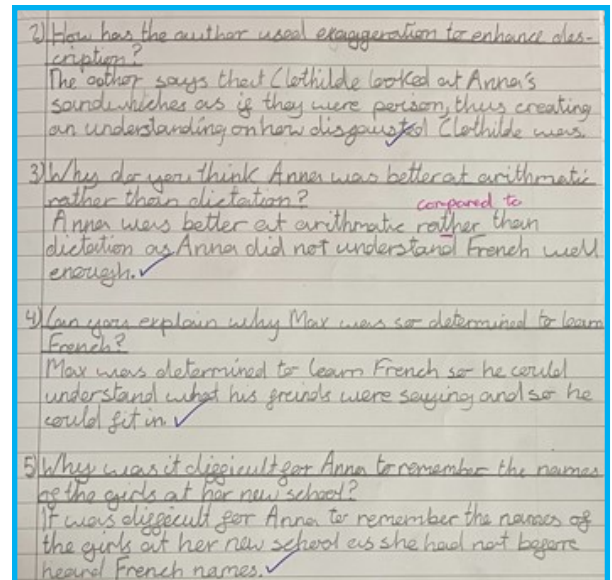 2) How has the author used exaggeration to enhance des-
cription?
The aothor says that Clothilde looked at Anna's
sandwhiches as if they were poison, thus creating
an understanding on how disgausted Clothilde was.
3) Why do you think Anna was better at arithmatic
rather than dictation?
compared to
Anna was better at arithmatic rather than
dictation as Anna did not understand French well
enough.
4) Can you explain why Max was so determined to learn
French?
Max was determined to learn French so he could
understand what his freinds were saying and so he
could fit in.
5) Why was it difficult for Anna to remember the names
of the girls at her new school?
It was difficult for Anna to remember the names of
the girls at her new school as she had not before
heard French names.